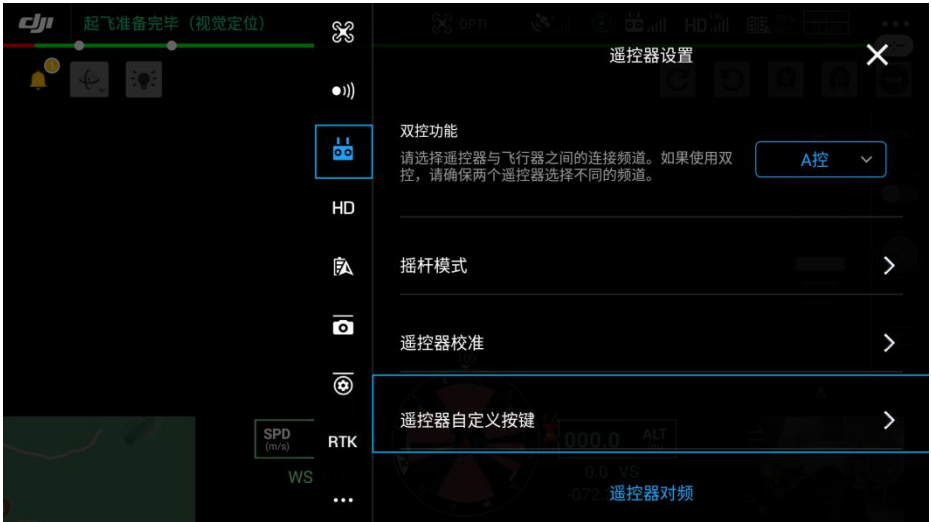 dji
起飞准备完毕（视觉定位）
OPTI
HD
遥控器设置
1
双控功能
请选择遥控器与飞行器之间的连接频道。如果使用双
控，请确保两个遥控器选择不同的频道。
A控
HD
摇杆模式
遥控器校准
遥控器自定义按键
SPD
(m/s)
RTK
000.0
ALT
WS
0.0 VS
遥控器对频